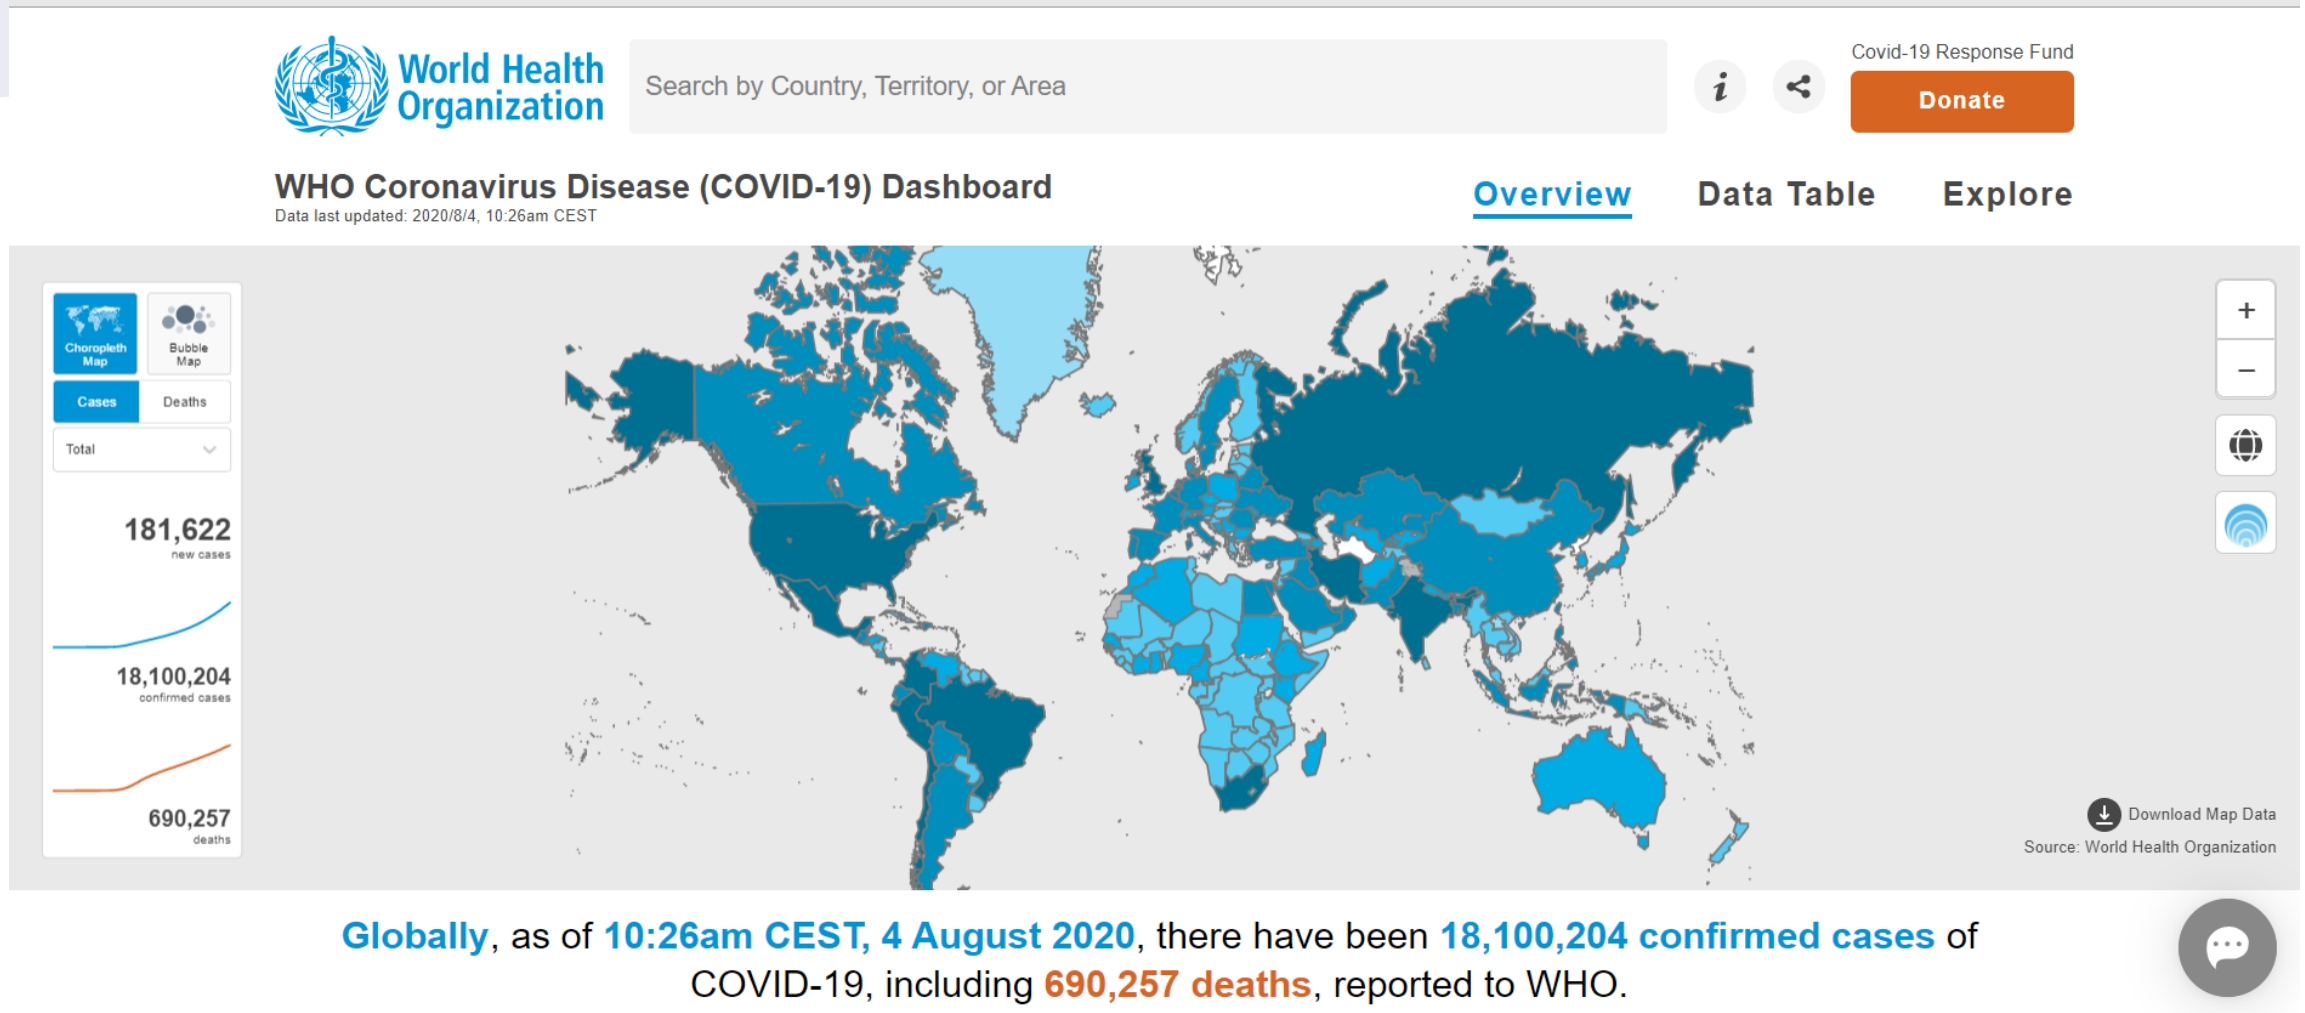 World Health
Organization
Search by Country, Territory, or Area
i
Covid-19 Response Fund
Donate
WHO Coronavirus Disease (COVID-19) Dashboard
Data last updated: 2020/8/4, 10:26am CEST
Overview
Data Table
Explore
Choropleth
Map
Bubble
Map
Cases
Deaths
Total
181,622
new cases
18,100,204
confirmed cases
690,257
deaths
+
−
Download Map Data
Source: World Health Organization
Globally, as of 10:26am CEST, 4 August 2020, there have been 18,100,204 confirmed cases of
COVID-19, including 690,257 deaths, reported to WHO.